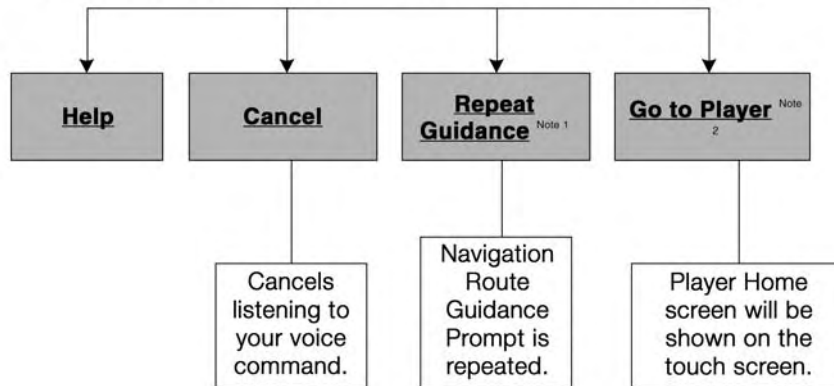 Help
Cancel
Repeat
Guidance Note 1
Go to Player Note
2
Cancels
listening to
your voice
command.
Navigation
Route
Guidance
Prompt is
repeated.
Player Home
screen will be
shown on the
touch screen.